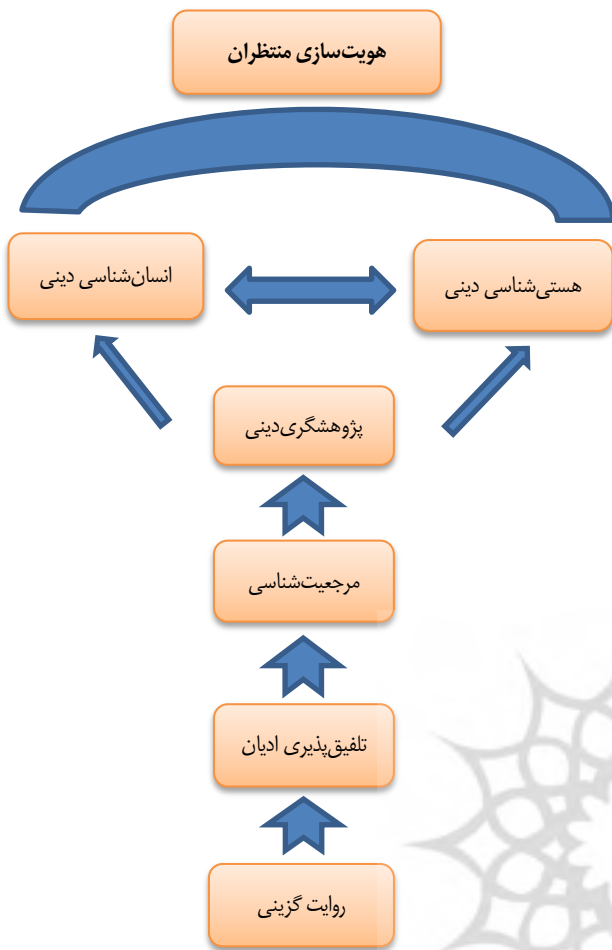 هویت‌سازی منتظران
هستی‌شناسی دینی
انسان‌شناسی دینی
پژوهشگری‌دینی
مرجعیت‌شناسی
تلفیق‌پذیری ادیان
روایت گزینی